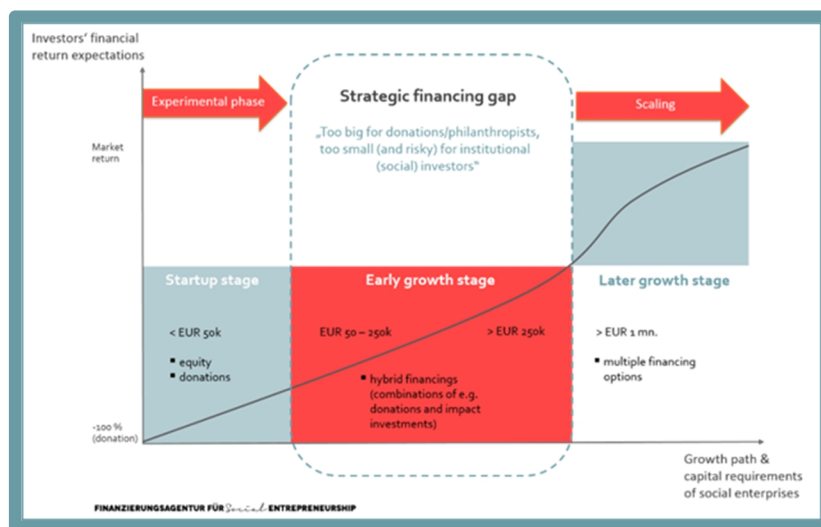 Investors' financial
return expectations
Experimental phase
Strategic financing gap
Scaling
„Too big for donations/philanthropists,
too small (and risky) for institutional
(social) investors“
Market
return
Startup stage
Early growth stage
Later growth stage
< EUR 50k
EUR 50 – 250k
> EUR 250k
> EUR 1 mn.
▪ equity
▪ donations
▪ hybrid financings
(combinations of e.g.
donations and impact
investments)
▪ multiple financing
options
-100 %
(donation)
Growth path &
capital requirements
of social enterprises
FINANZIERUNGSAGENTUR FÜR Social ENTREPRENEURSHIP